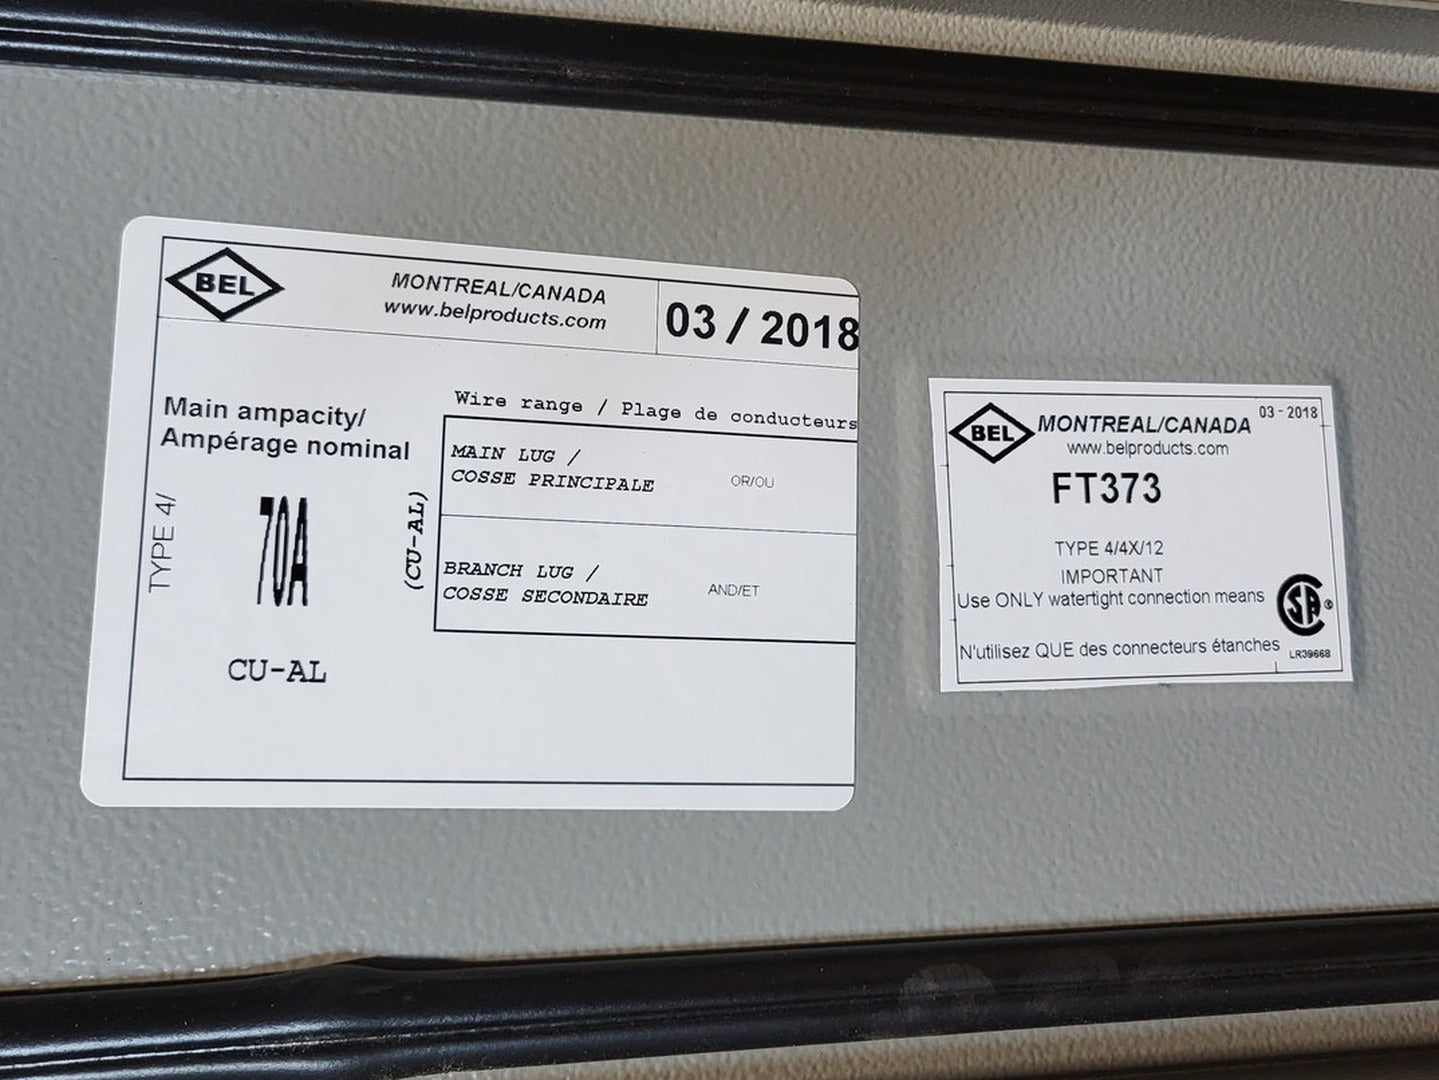 BEL
MONTREAL/CANADA
www.belproducts.com
03 / 2018
Main ampacity/
Ampérage nominal
TYPE 4/
70A
CU-AL
(CU-AL)
Wire range / Plage de conducteurs
MAIN LUG /
COSSE PRINCIPALE
OR/OU
BRANCH LUG /
COSSE SECONDAIRE
AND/ET
BEL
MONTREAL/CANADA
03 - 2018
www.belproducts.com
FT373
TYPE 4/4X/12
IMPORTANT
Use ONLY watertight connection means
N'utilisez QUE des connecteurs étanches
SA ®
LR39668